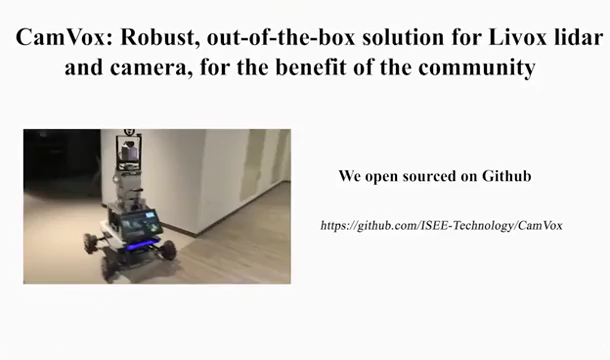 CamVox: Robust, out-of-the-box solution for Livox lidar
and camera, for the benefit of the community
We open sourced on Github
https://github.com/ISEE-Technology/CamVox